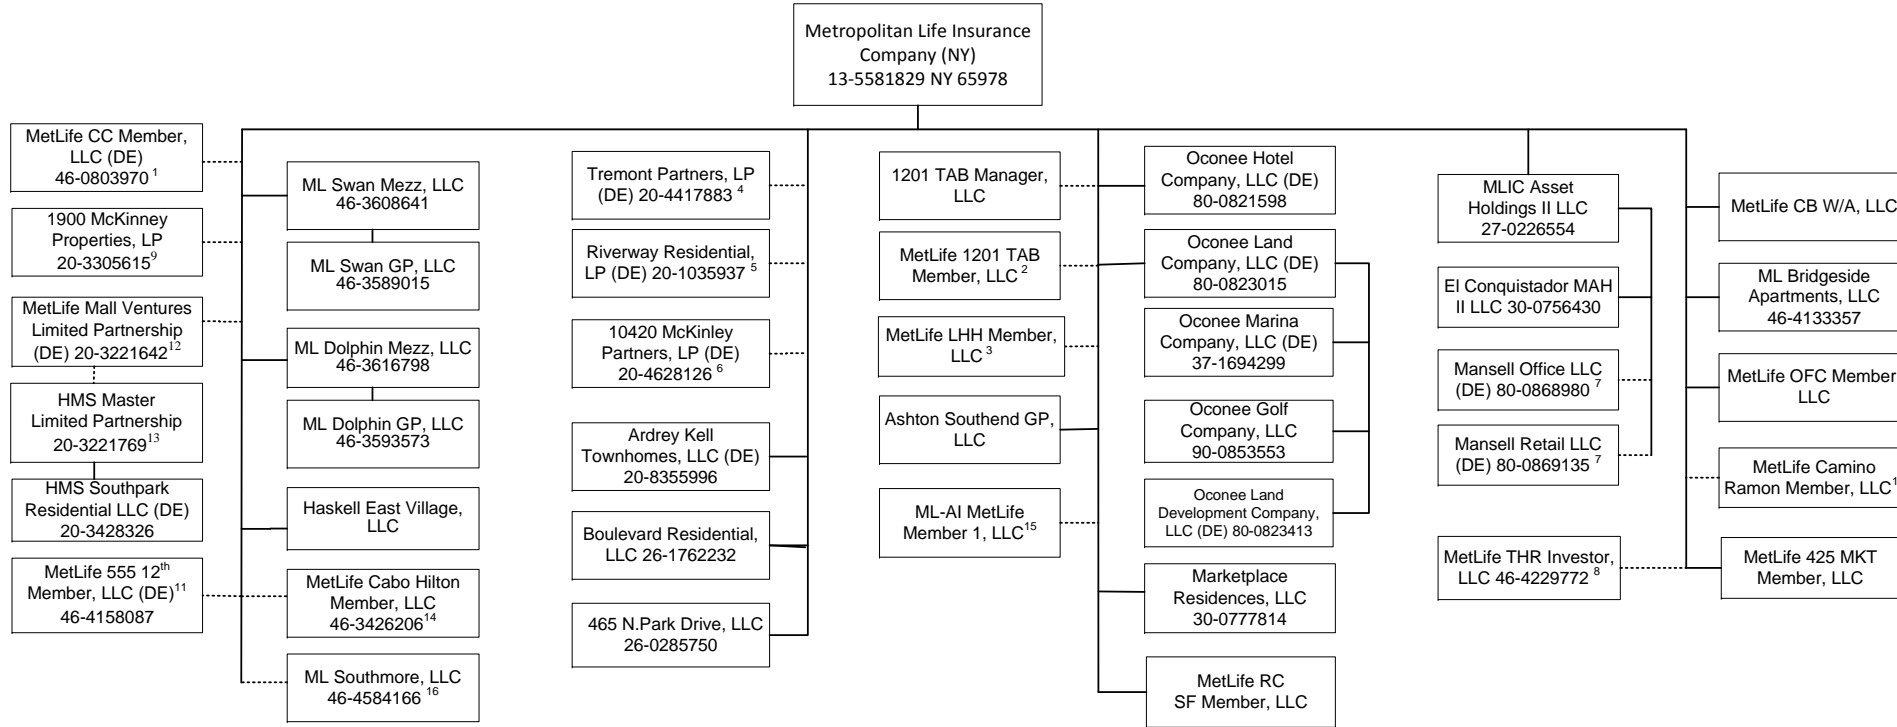 Metropolitan Life Insurance
Company (NY)
13-5581829 NY 65978
MetLife CC Member,
LLC (DE)
46-0803970 1
1900 McKinney
Properties, LP
20-3305615 9
MetLife Mall Ventures
Limited Partnership
(DE) 20-3221642 12
HMS Master
Limited Partnership
20-3221769 13
HMS Southpark
Residential LLC (DE)
20-3428326
MetLife 555 12th
Member, LLC (DE) 11
46-4158087
ML Swan Mezz, LLC
46-3608641
ML Swan GP, LLC
46-3589015
ML Dolphin Mezz, LLC
46-3616798
ML Dolphin GP, LLC
46-3593573
Haskell East Village,
LLC
MetLife Cabo Hilton
Member, LLC
46-3426206 14
ML Southmore, LLC
46-4584166 16
Tremont Partners, LP
(DE) 20-4417883 4
Riverway Residential,
LP (DE) 20-1035937 5
10420 McKinley
Partners, LP (DE)
20-4628126 6
Ardrey Kell
Townhomes, LLC (DE)
20-8355996
Boulevard Residential,
LLC 26-1762232
465 N.Park Drive, LLC
26-0285750
1201 TAB Manager,
LLC
MetLife 1201 TAB
Member, LLC 2
MetLife LHH Member,
LLC 3
Ashton Southend GP,
LLC
ML-AI MetLife
Member 1, LLC 15
Oconee Hotel
Company, LLC (DE)
80-0821598
Oconee Land
Company, LLC (DE)
80-0823015
Oconee Marina
Company, LLC (DE)
37-1694299
Oconee Golf
Company, LLC
90-0853553
Oconee Land
Development Company,
LLC (DE) 80-0823413
Marketplace
Residences, LLC
30-0777814
MetLife RC
SF Member, LLC
MLIC Asset
Holdings II LLC
27-0226554
EI Conquistador MAH
II LLC 30-0756430
Mansell Office LLC
(DE) 80-0868980 7
Mansell Retail LLC
(DE) 80-0869135 7
MetLife THR Investor,
LLC 46-4229772 8
MetLife CB W/A, LLC
ML Bridgeside
Apartments, LLC
46-4133357
MetLife OFC Member
LLC
MetLife Camino
Ramon Member, LLC
MetLife 425 MKT
Member, LLC